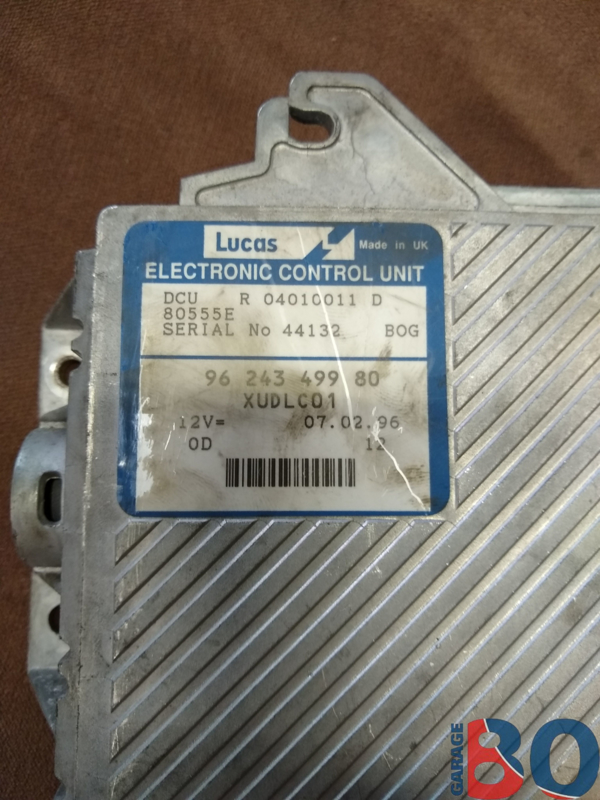 Lucas Made in UK
ELECTRONIC CONTROL UNIT
DCU R 04010011 D
80555E
SERIAL No 44132 BOG
96 243 499 80
XUDLC01
12V= 07.02.96
0D 12
GARAGE BO